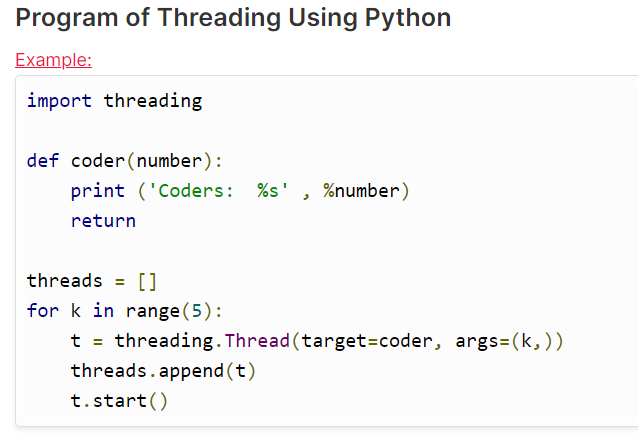 Program of Threading Using Python
Example:
import threading
def coder(number):
    print ('Coders:  %s' , %number)
    return
threads = []
for k in range(5):
    t = threading.Thread(target=coder, args=(k,))
    threads.append(t)
    t.start()